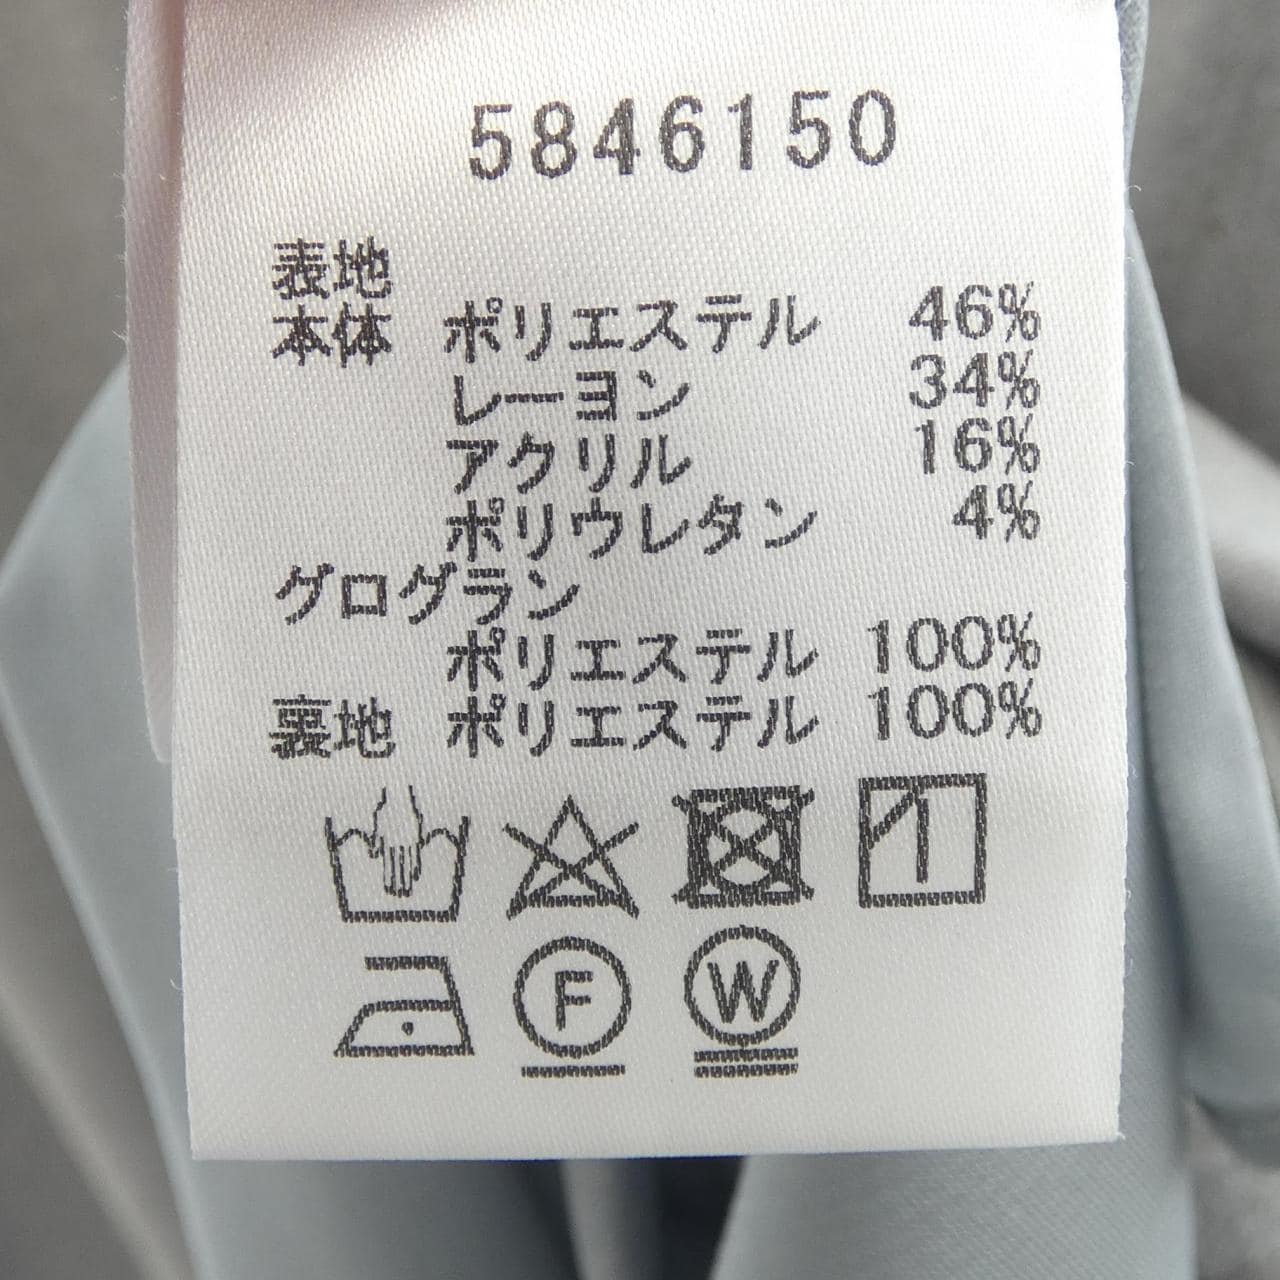 5846150
表地
本体 ポリエステル 46%
レーヨン 34%
アクリル 16%
ポリウレタン 4%
グログラン
ポリエステル 100%
裏地 ポリエステル 100%
F W